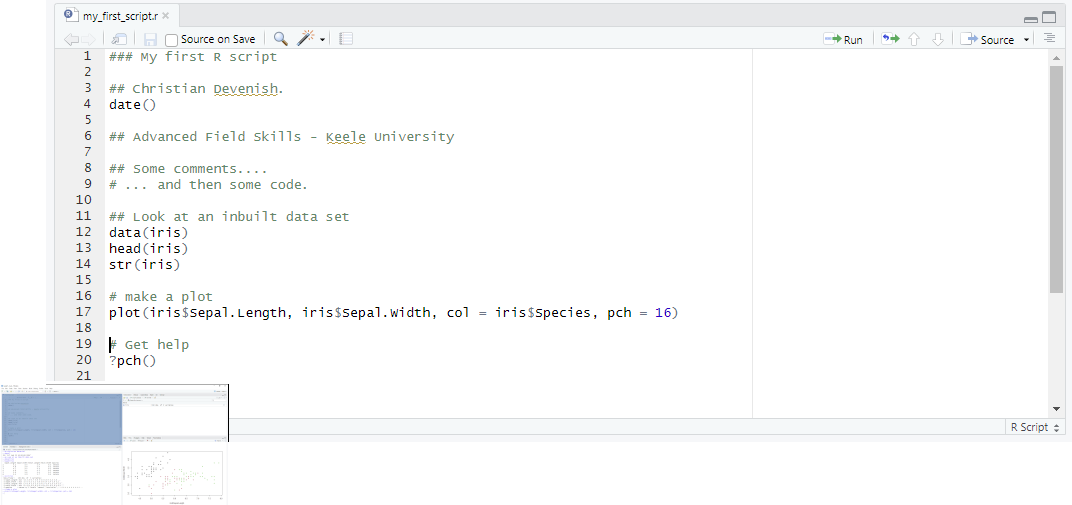 my_first_script.r
Source on Save
Run
Source
1 ### My first R script
2
3 ## Christian Devenish.
4 date()
5
6 ## Advanced Field Skills - Keele University
7
8 ## Some comments....
9 # ... and then some code.
10
11 ## Look at an inbuilt data set
12 data(iris)
13 head(iris)
14 str(iris)
15
16 # make a plot
17 plot(iris$Sepal.Length, iris$Sepal.Width, col = iris$Species, pch = 16)
18
19 # Get help
20 ?pch()
21
R Script